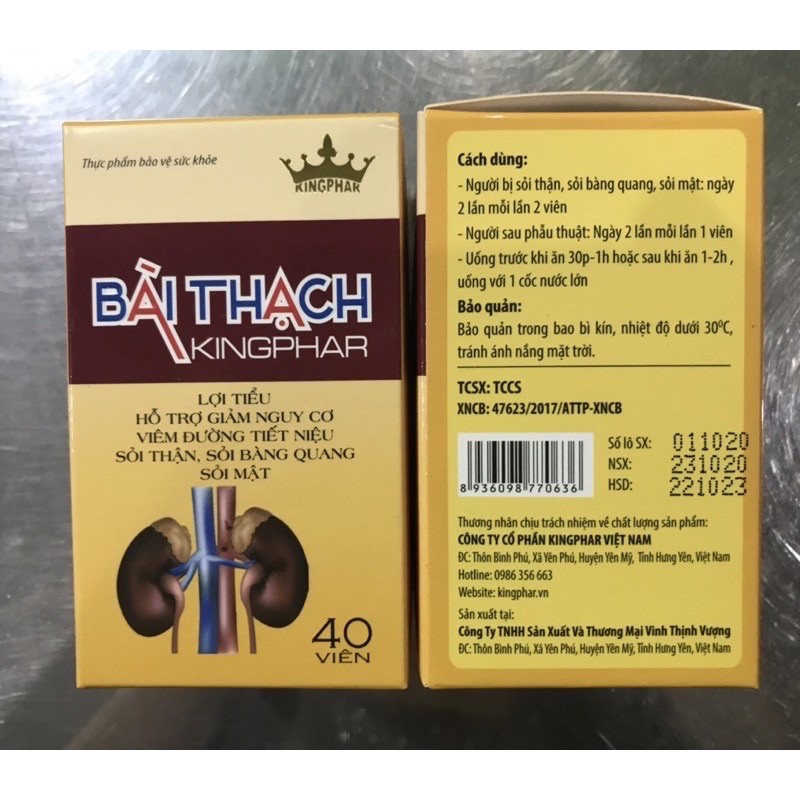 Thực phẩm bảo vệ sức khỏe
KINGPHAR
BÀI THẠCH
KINGPHAR
LỢI TIỂU
HỖ TRỢ GIẢM NGUY CƠ
VIÊM ĐƯỜNG TIẾT NIỆU
SỎI THẬN, SỎI BÀNG QUANG
SỎI MẬT
40
VIÊN
Cách dùng:
- Người bị sỏi thận, sỏi bàng quang, sỏi mật: ngày
2 lần mỗi lần 2 viên
- Người sau phẫu thuật: Ngày 2 lần mỗi lần 1 viên
- Uống trước khi ăn 30p-1h hoặc sau khi ăn 1-2h ,
uống với 1 cốc nước lớn
Bảo quản:
Bảo quản trong bao bì kín, nhiệt độ dưới 30⁰C,
tránh ánh nắng mặt trời.
TCSX: TCCS
XNCB: 47623/2017/ATTP-XNCB
8 936098 770636
Số lô SX: 011020
NSX: 231020
HSD: 221023
Thương nhân chịu trách nhiệm về chất lượng sản phẩm:
CÔNG TY CỔ PHẦN KINGPHAR VIỆT NAM
ĐC: Thôn Bình Phú, Xã Yên Phú, Huyện Yên Mỹ, Tỉnh Hưng Yên, Việt Nam
Hotline: 0986 356 663
Website: kingphar.vn
Sản xuất tại:
Công Ty TNHH Sản Xuất Và Thương Mại Vinh Thịnh Vượng
ĐC: Thôn Bình Phú, Xã Yên Phú, Huyện Yên Mỹ, Tỉnh Hưng Yên, Việt Nam